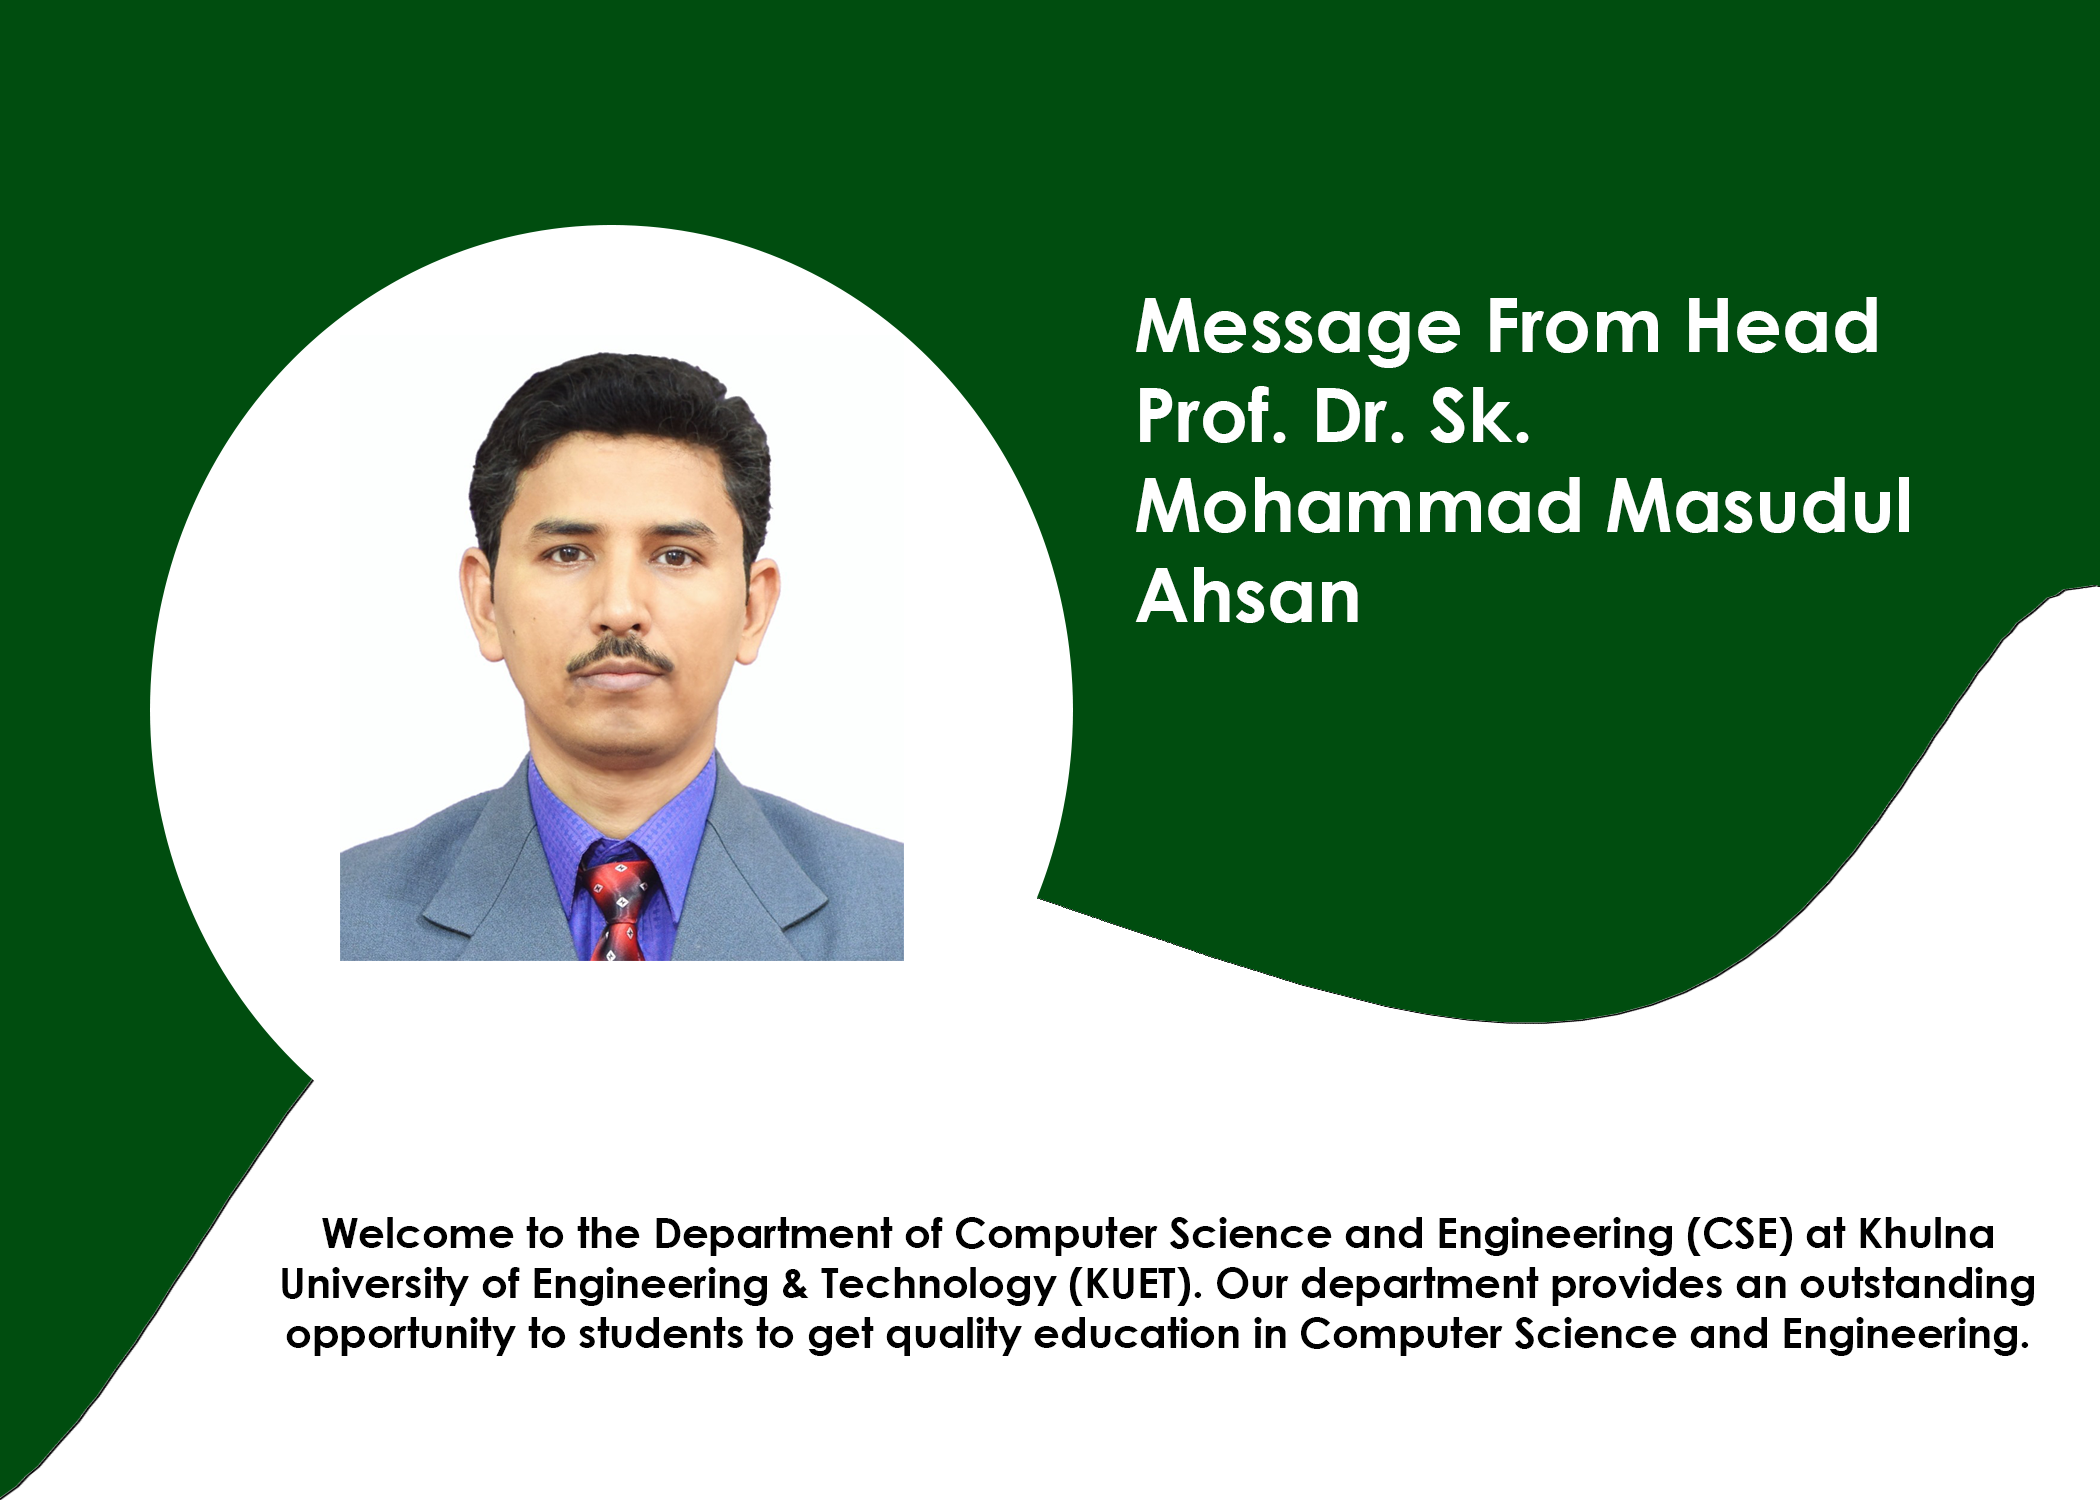 Message From Head
Prof. Dr. Sk.
Mohammad Masudul
Ahsan
Welcome to the Department of Computer Science and Engineering (CSE) at Khulna
University of Engineering & Technology (KUET). Our department provides an outstanding
opportunity to students to get quality education in Computer Science and Engineering.